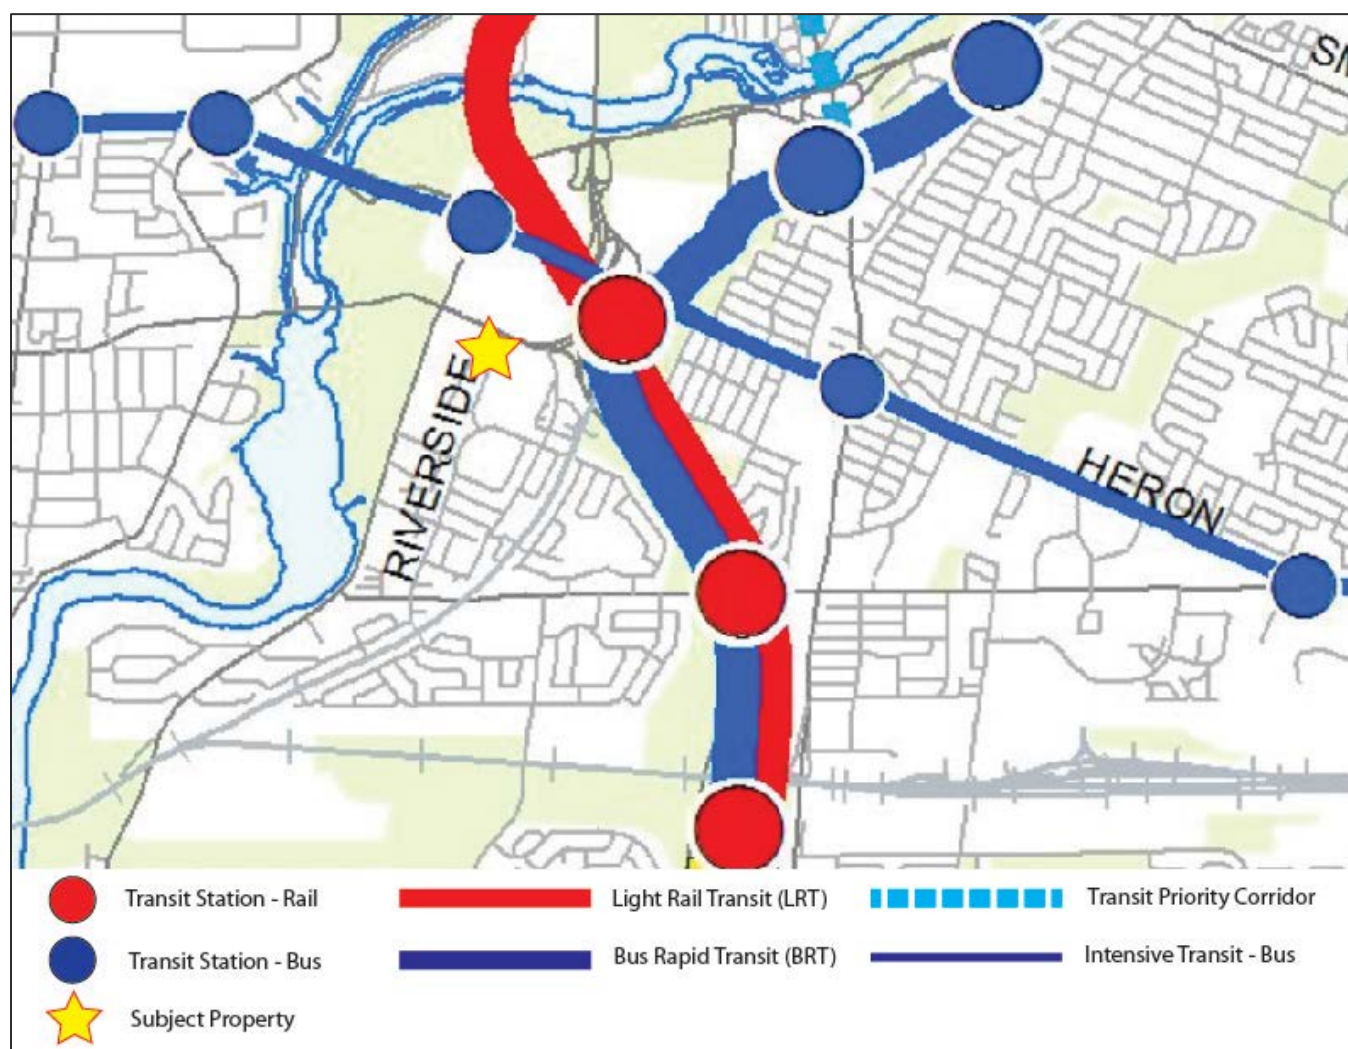 SM
RIVERSIDE
HERON
Transit Station - Rail
Light Rail Transit (LRT)
Transit Priority Corridor
Transit Station - Bus
Bus Rapid Transit (BRT)
Intensive Transit - Bus
Subject Property